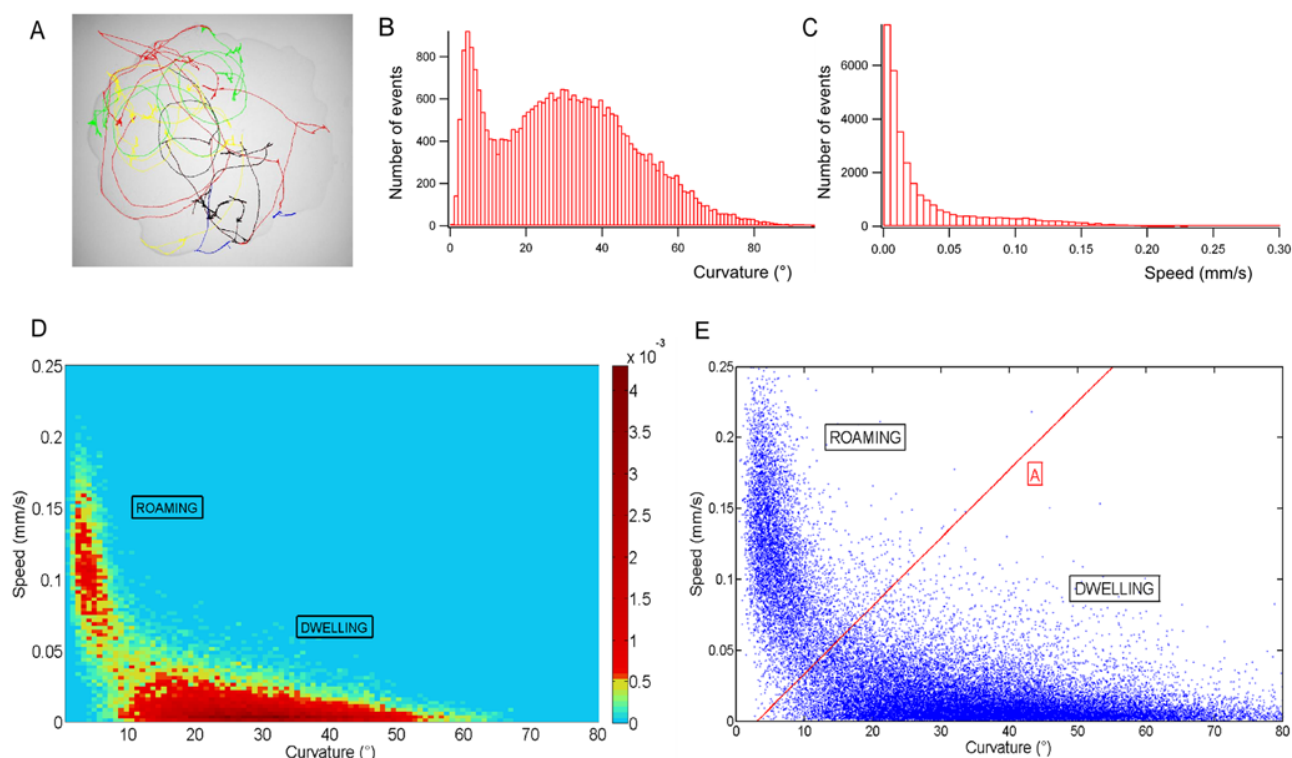 A
B
800
600
400
200
0
Number of events
0 20 40 60 80
Curvature (°)
C
6000
4000
2000
0
Number of events
0.00 0.05 0.10 0.15 0.20 0.25 0.30
Speed (mm/s)
D
0.25
0.2
0.15
0.1
0.05
0
Speed (mm/s)
ROAMING
DWELLING
10 20 30 40 50 60 70 80
Curvature (°)
x 10⁻³
4
3.5
3
2.5
2
1.5
1
0.5
0
E
0.25
0.2
0.15
0.1
0.05
0
Speed (mm/s)
ROAMING
A
DWELLING
0 10 20 30 40 50 60 70 80
Curvature (°)